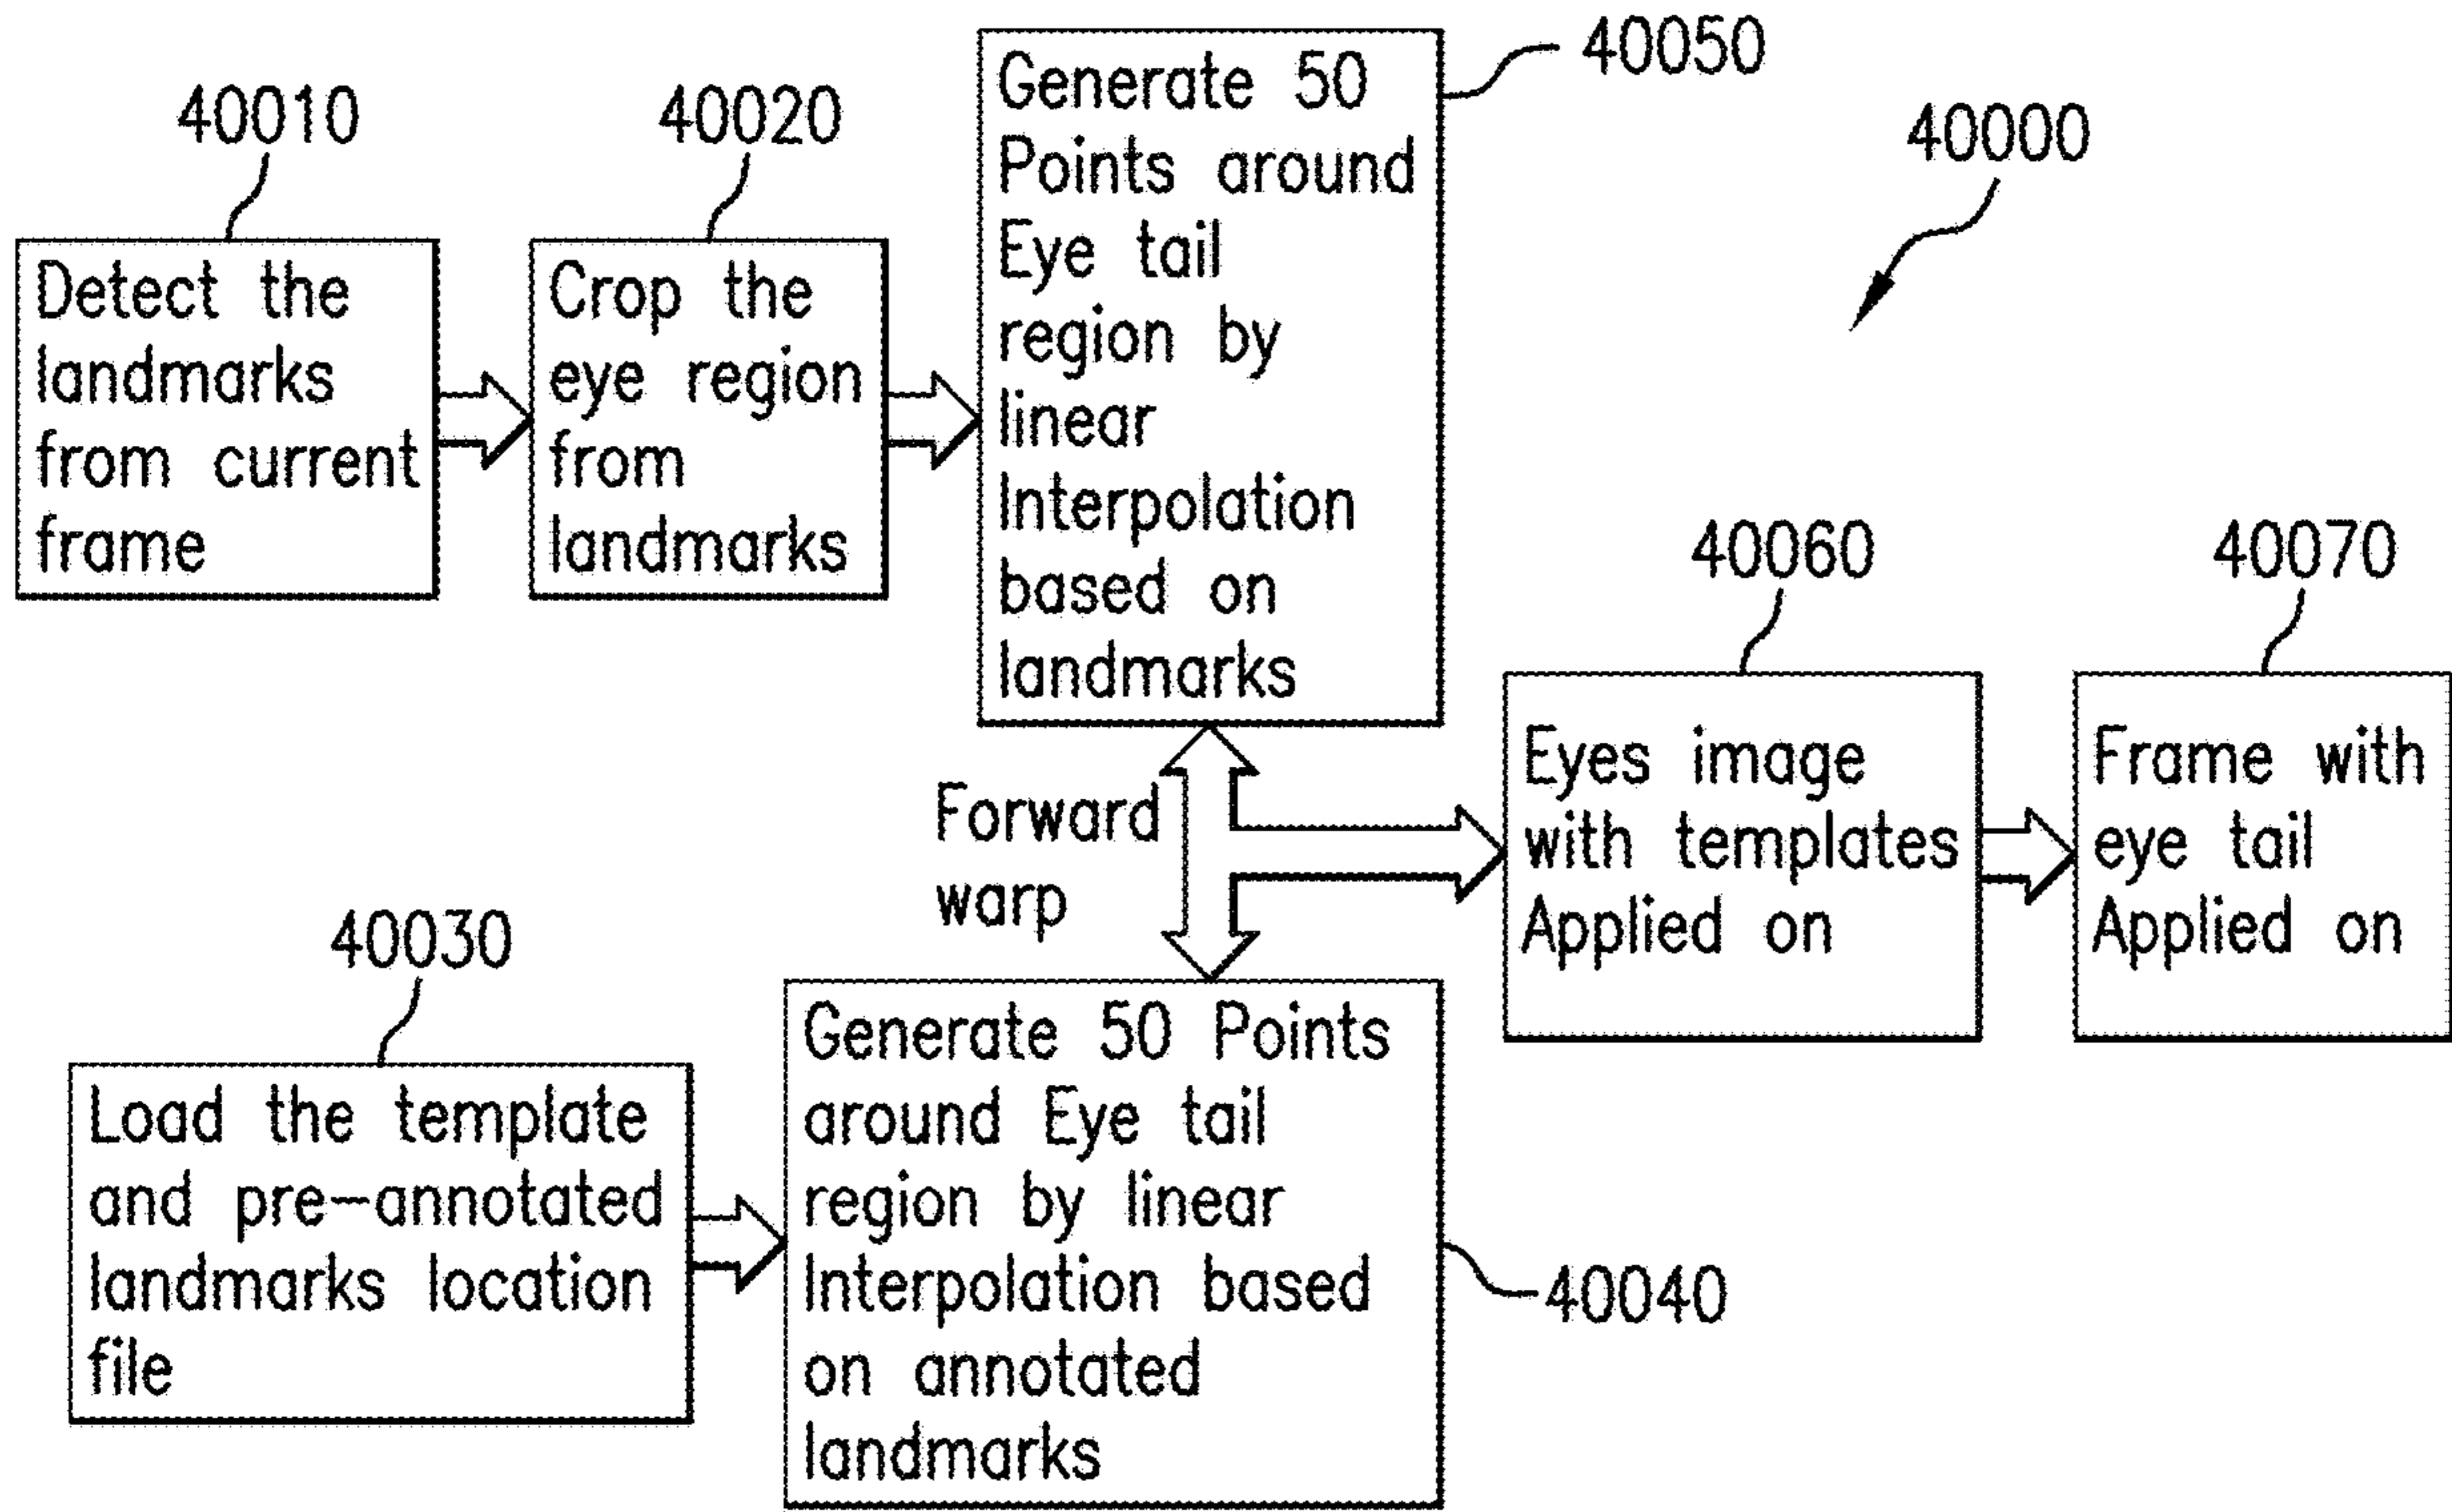 40010
Detect the
landmarks
from current
frame
40020
Crop the
eye region
from
landmarks
40050
Generate 50
Points around
Eye tail
region by
linear
Interpolation
based on
landmarks
40000
Forward
warp
40030
Load the template
and pre-annotated
landmarks location
file
40040
Generate 50 Points
around Eye tail
region by linear
Interpolation based
on annotated
landmarks
40060
Eyes image
with templates
Applied on
40070
Frame with
eye tail
Applied on